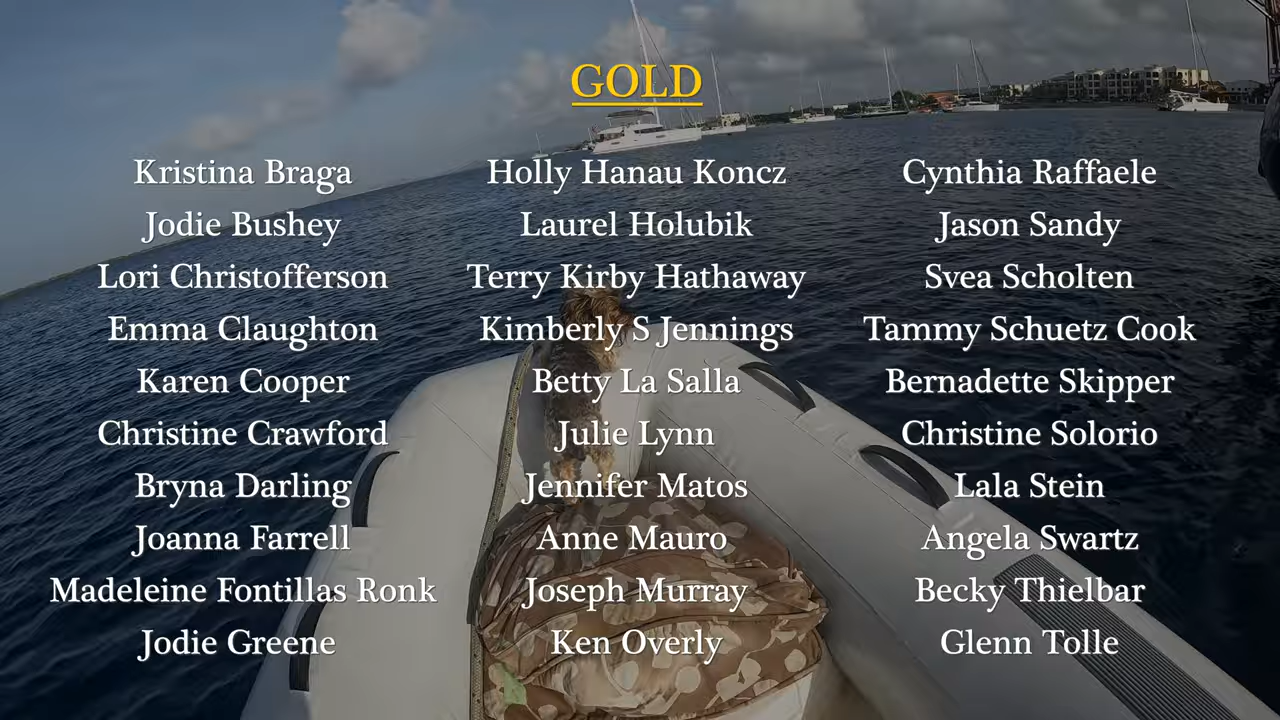 GOLD
Kristina Braga
Jodie Bushey
Lori Christofferson
Emma Claughton
Karen Cooper
Christine Crawford
Bryna Darling
Joanna Farrell
Madeleine Fontillas Ronk
Jodie Greene
Holly Hanau Koncz
Laurel Holubik
Terry Kirby Hathaway
Kimberly S Jennings
Betty La Salla
Julie Lynn
Jennifer Matos
Anne Mauro
Joseph Murray
Ken Overly
Cynthia Raffaele
Jason Sandy
Svea Scholten
Tammy Schuetz Cook
Bernadette Skipper
Christine Solorio
Lala Stein
Angela Swartz
Becky Thielbar
Glenn Tolle